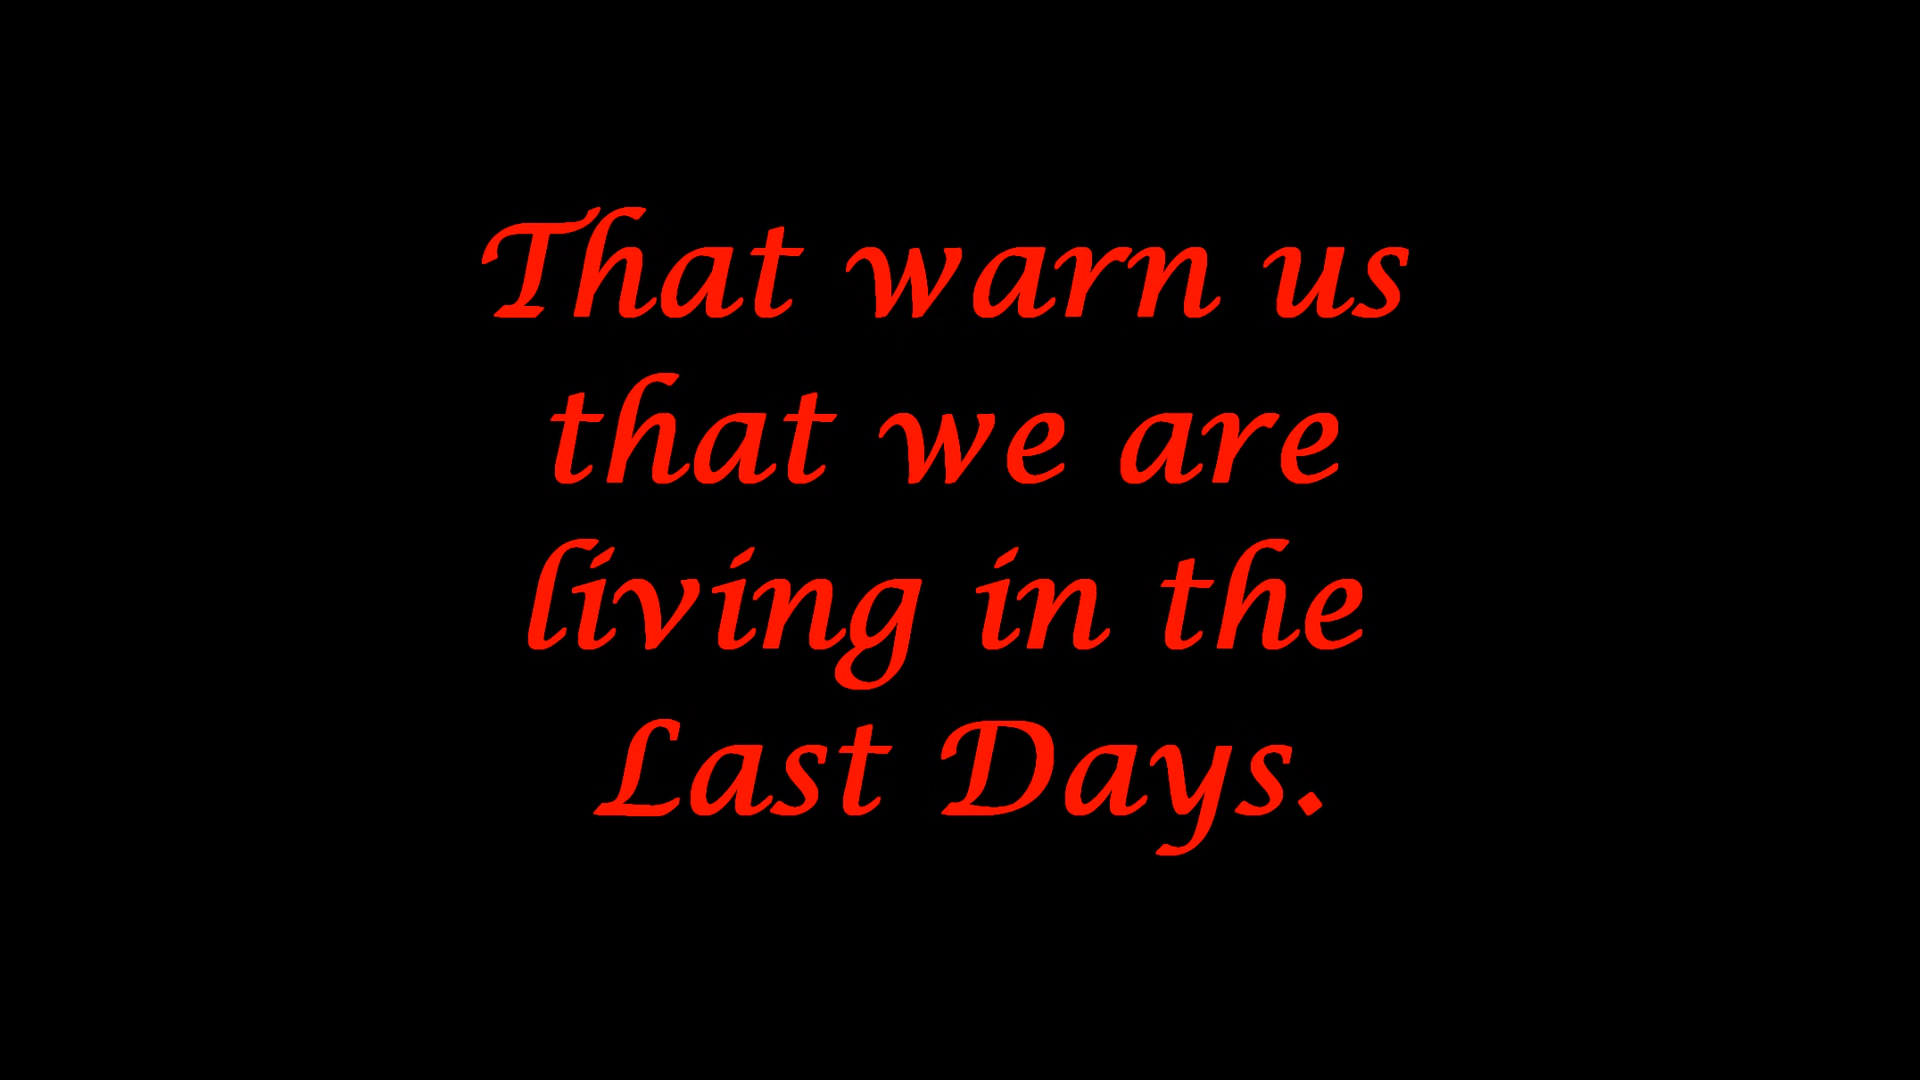 That warn us
that we are
living in the
Last Days.